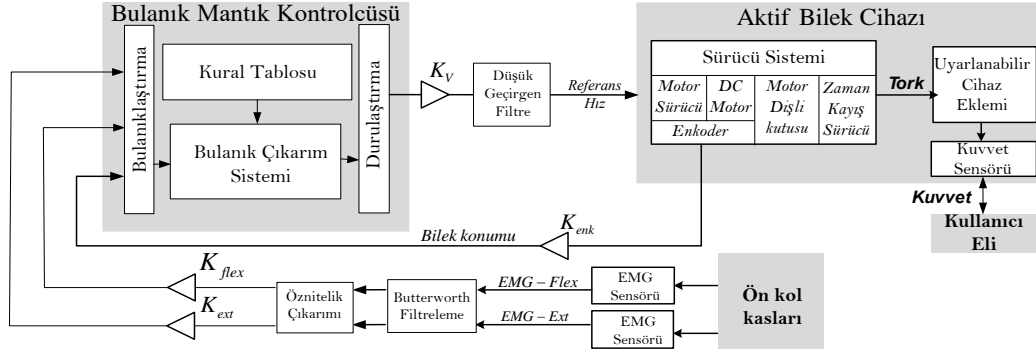 Bulanık Mantık Kontrolcüsü
Bulanıklaştırma
Kural Tablosu
Bulanık Çıkarım
Sistemi
Durulaştırma
K_V
Düşük
Geçirgen
Filtre
Referans
Hız
Aktif Bilek Cihazı
Sürücü Sistemi
Motor
Sürücü
DC
Motor
Enkoder
Motor
Dişli
kutusu
Zaman
Kayış
Sürücü
Tork
Uyarlanabilir
Cihaz
Eklemi
Kuvvet
Sensörü
Kuvvet
Kullanıcı
Eli
Bilek konumu
K_enk
K_flex
K_ext
Öznitelik
Çıkarımı
Butterworth
Filtreleme
EMG – Flex
EMG – Ext
EMG
Sensörü
EMG
Sensörü
Ön kol
kasları